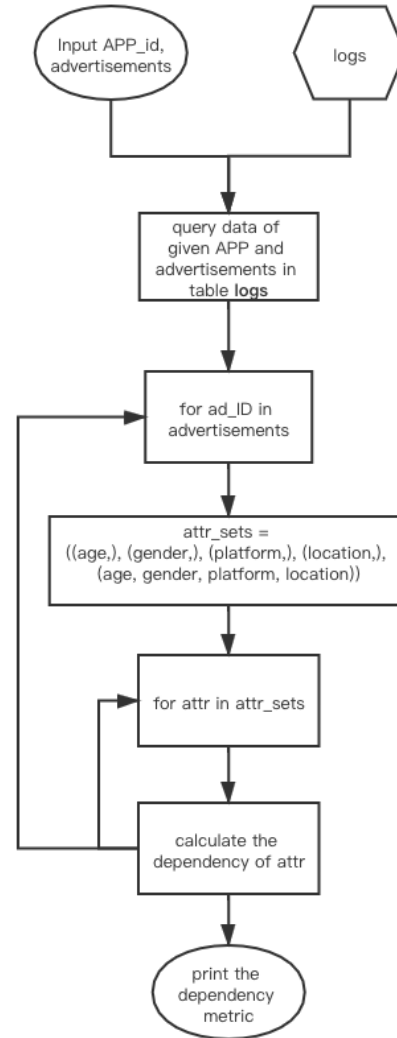 Input APP_id,
advertisements
logs
query data of
given APP and
advertisements in
table logs
for ad_ID in
advertisements
attr_sets =
((age,), (gender,), (platform,), (location,),
(age, gender, platform, location))
for attr in attr_sets
calculate the
dependency of attr
print the
dependency
metric